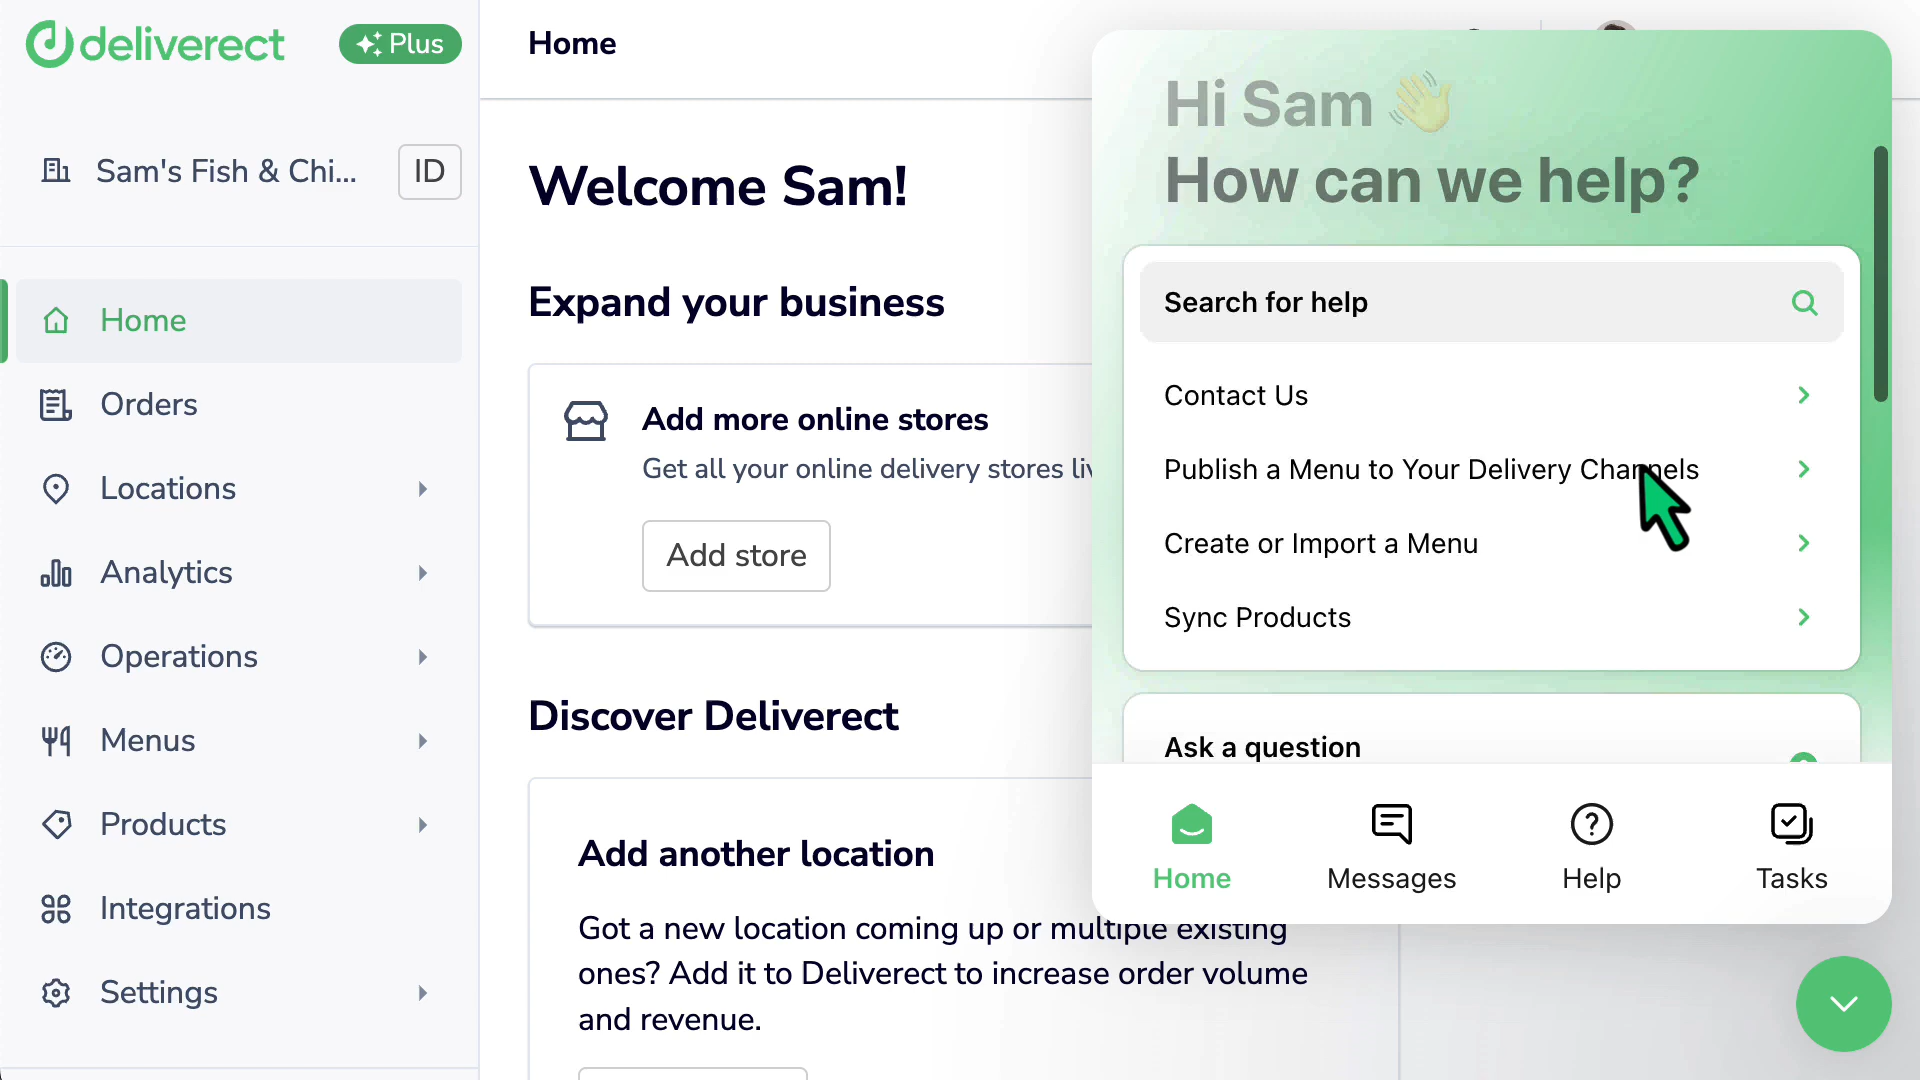 deliverect
Plus
Sam's Fish & Chi...
ID
Home
Orders
Locations
Analytics
Operations
Menus
Products
Integrations
Settings
Home
Welcome Sam!
Expand your business
Add more online stores
Get all your online delivery stores liv
Add store
Discover Deliverect
Add another location
Got a new location coming up or multiple existing
ones? Add it to Deliverect to increase order volume
and revenue.
Hi Sam 👋
How can we help?
Search for help
Contact Us
Publish a Menu to Your Delivery Channels
Create or Import a Menu
Sync Products
Ask a question
Home
Messages
Help
Tasks